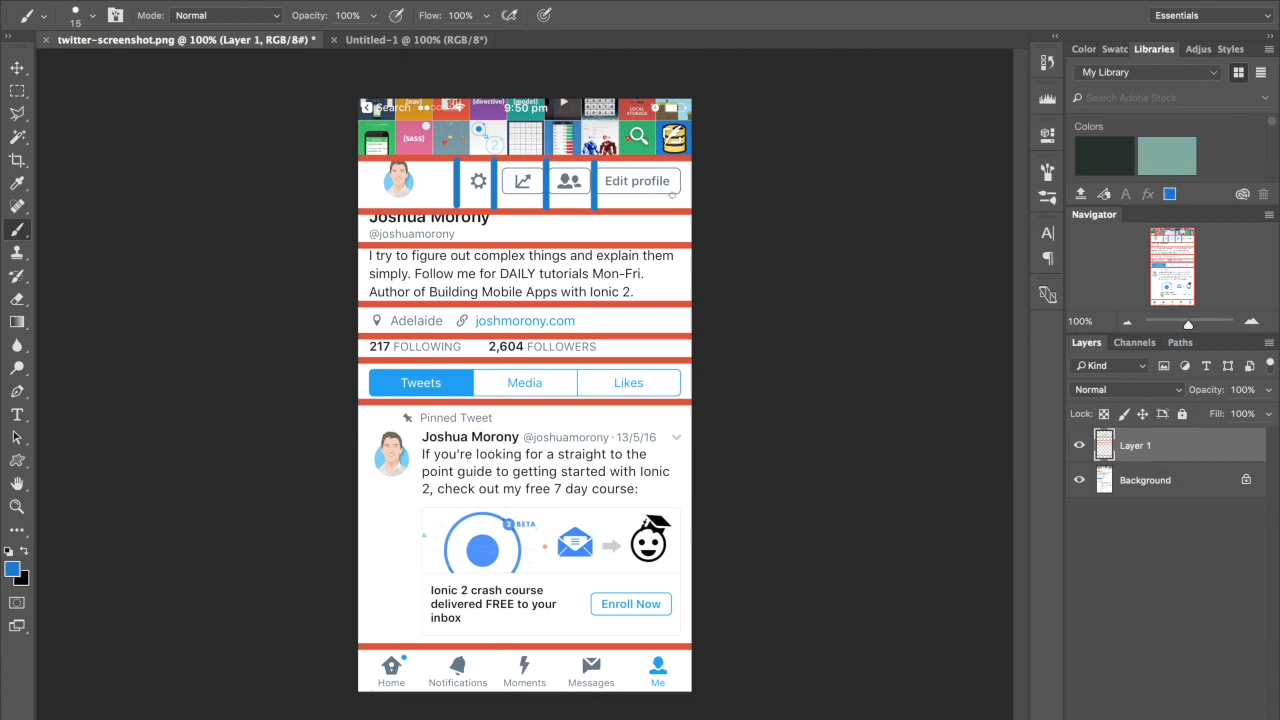 15
Mode: Normal Opacity: 100% Flow: 100% Essentials
twitter-screenshot.png @ 100% (Layer 1, RGB/8#) * Untitled-1 @ 100% (RGB/8*)
Color Swatc Libraries Adjus Styles
My Library
Search Adobe Stock
Colors
Navigator
100%
Layers Channels Paths
Kind
Normal Opacity: 100%
Lock: Fill: 100%
Layer 1
Background
Search 9:50 pm
[nav] [directive] [model] LOCAL STORAGE
{SASS}
Edit profile
Joshua Morony
@joshuamorony
I try to figure out complex things and explain them
simply. Follow me for DAILY tutorials Mon-Fri.
Author of Building Mobile Apps with Ionic 2.
Adelaide joshmorony.com
217 FOLLOWING 2,604 FOLLOWERS
Tweets Media Likes
Pinned Tweet
Joshua Morony @joshuamorony · 13/5/16
If you're looking for a straight to the
point guide to getting started with Ionic
2, check out my free 7 day course:
2 BETA
Ionic 2 crash course
delivered FREE to your
inbox
Enroll Now
Home Notifications Moments Messages Me